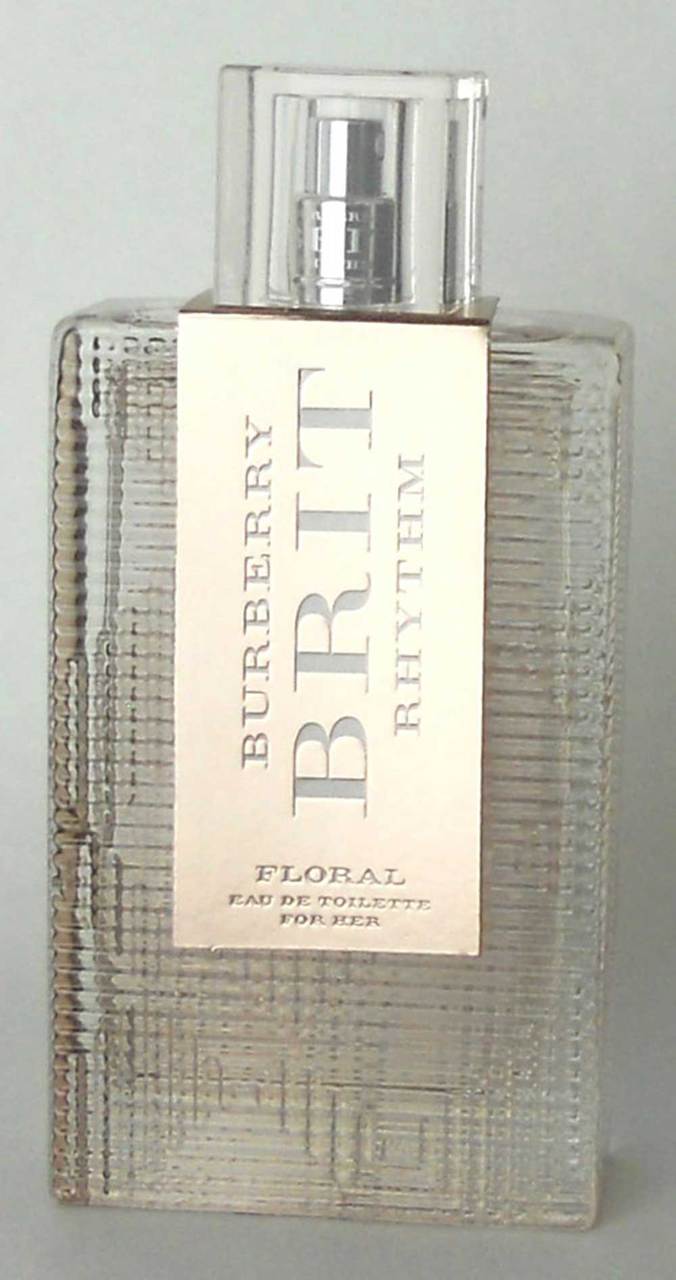 BURBERRY
BRIT
RHYTHM
FLORAL
EAU DE TOILETTE
FOR HER